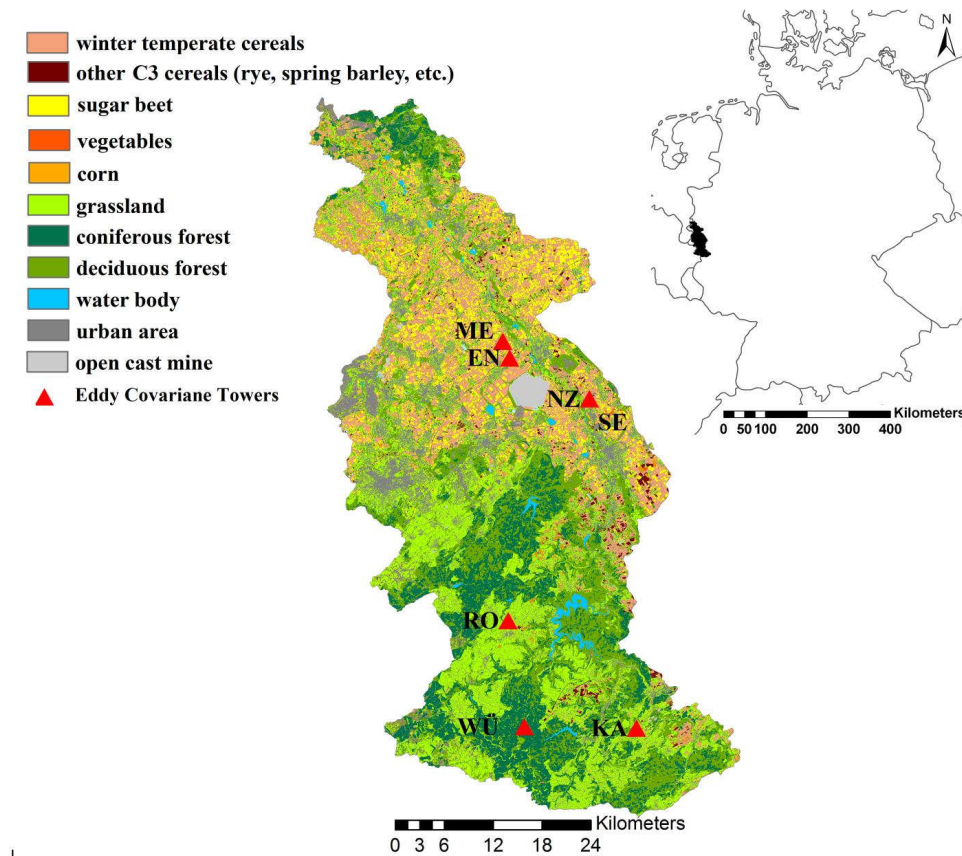 winter temperate cereals
other C3 cereals (rye, spring barley, etc.)
sugar beet
vegetables
corn
grassland
coniferous forest
deciduous forest
water body
urban area
open cast mine
Eddy Covariane Towers
N
Kilometers
0 50 100 200 300 400
ME
EN
NZ
SE
RO
WÜ
KA
Kilometers
0 3 6 12 18 24